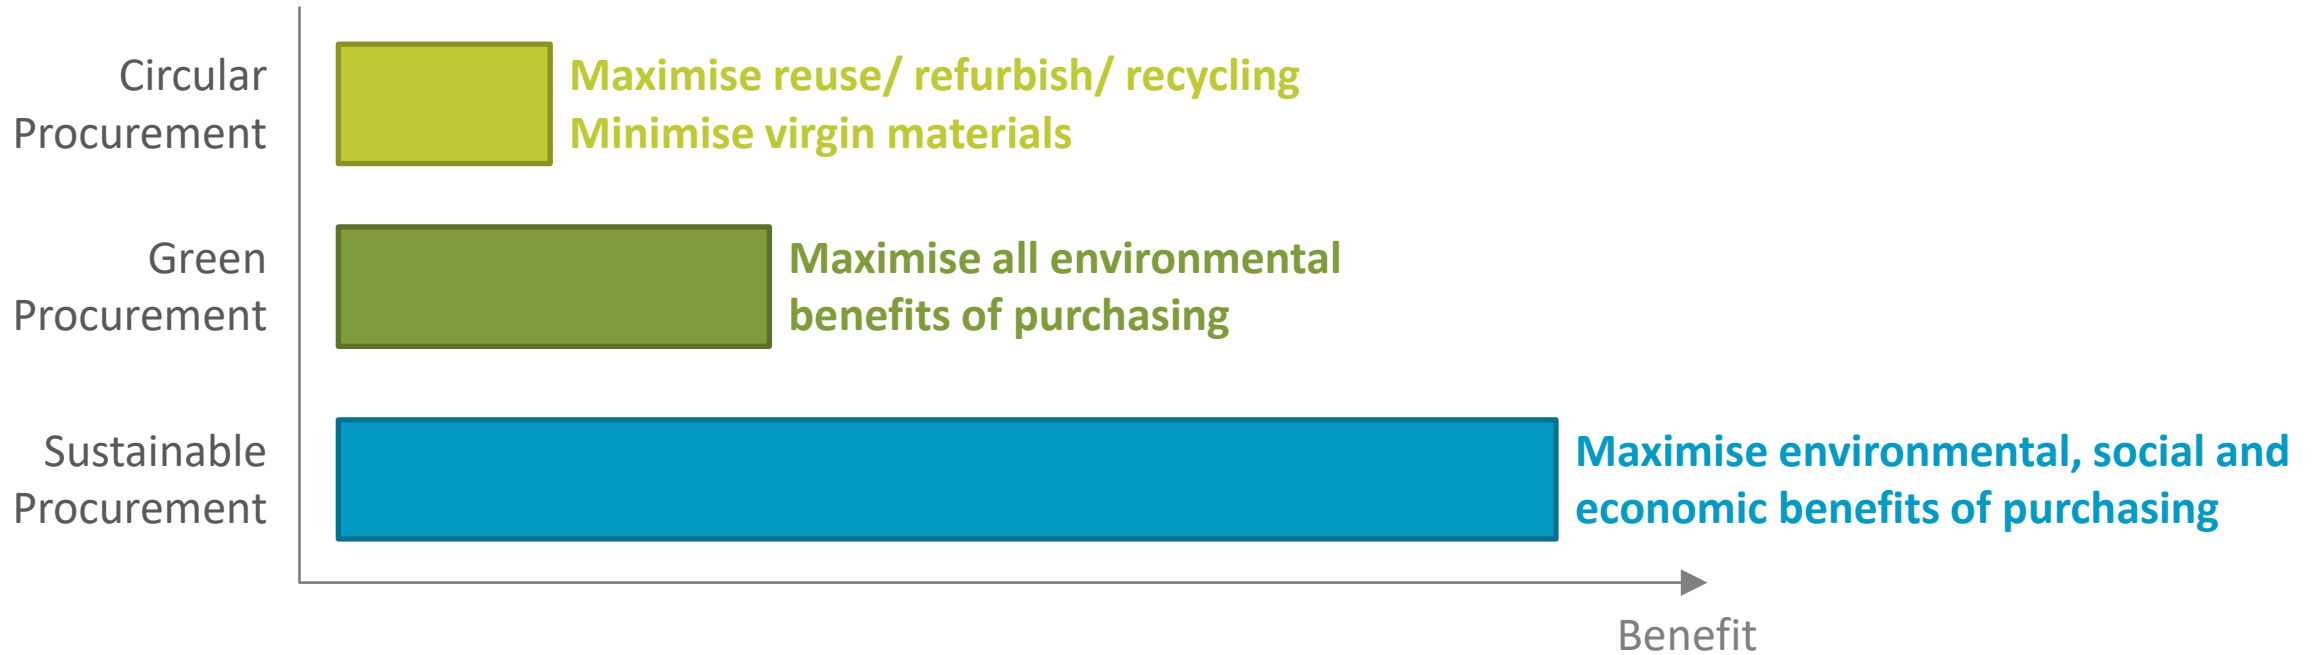 Circular
Procurement
Maximise reuse/ refurbish/ recycling
Minimise virgin materials
Green
Procurement
Maximise all environmental
benefits of purchasing
Sustainable
Procurement
Maximise environmental, social and
economic benefits of purchasing
Benefit